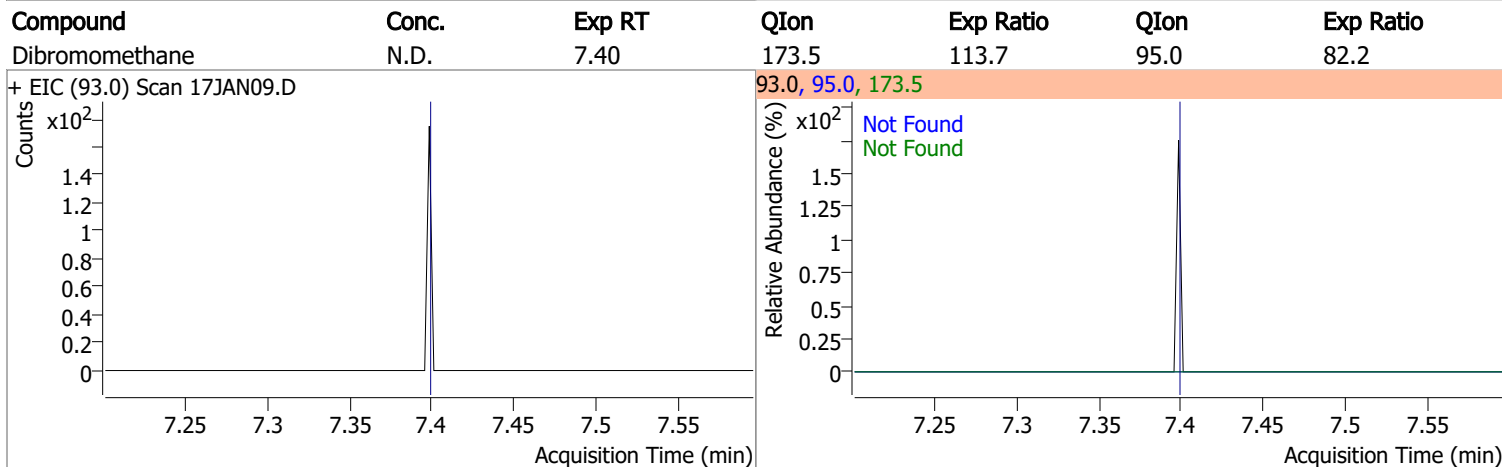 Compound Conc. Exp RT QIon Exp Ratio QIon Exp Ratio
Dibromomethane N.D. 7.40 173.5 113.7 95.0 82.2
+ EIC (93.0) Scan 17JAN09.D
Counts
x102
1.4
1.2
1
0.8
0.6
0.4
0.2
0
7.25 7.3 7.35 7.4 7.45 7.5 7.55
Acquisition Time (min)
93.0, 95.0, 173.5
Relative Abundance (%)
x102
Not Found
Not Found
1.5
1.25
1
0.75
0.5
0.25
0
7.25 7.3 7.35 7.4 7.45 7.5 7.55
Acquisition Time (min)